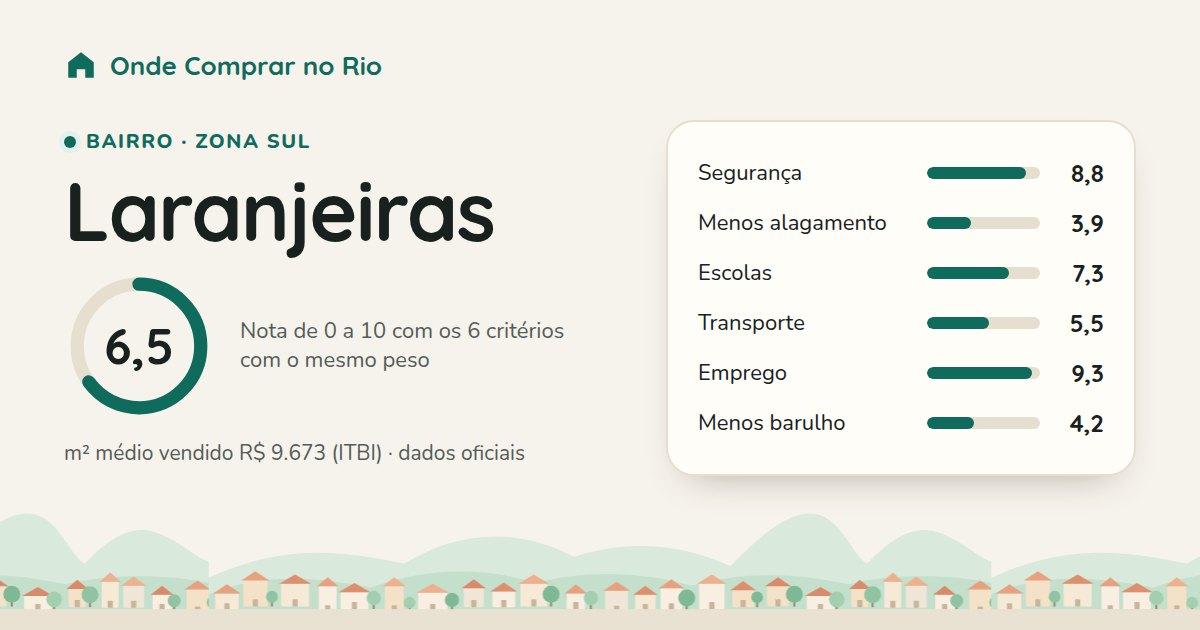 Onde Comprar no Rio
BAIRRO · ZONA SUL
Laranjeiras
6,5
Nota de 0 a 10 com os 6 critérios
com o mesmo peso
m² médio vendido R$ 9.673 (ITBI) · dados oficiais
Segurança 8,8
Menos alagamento 3,9
Escolas 7,3
Transporte 5,5
Emprego 9,3
Menos barulho 4,2